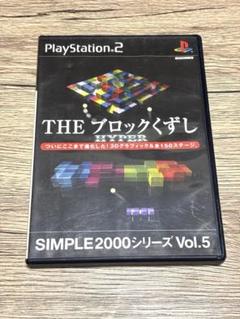 PlayStation.2
THE ブロックくずし
HYPER
ついにここまで進化した!3Dグラフィック&全150ステージ。
SIMPLE2000シリーズ Vol.5